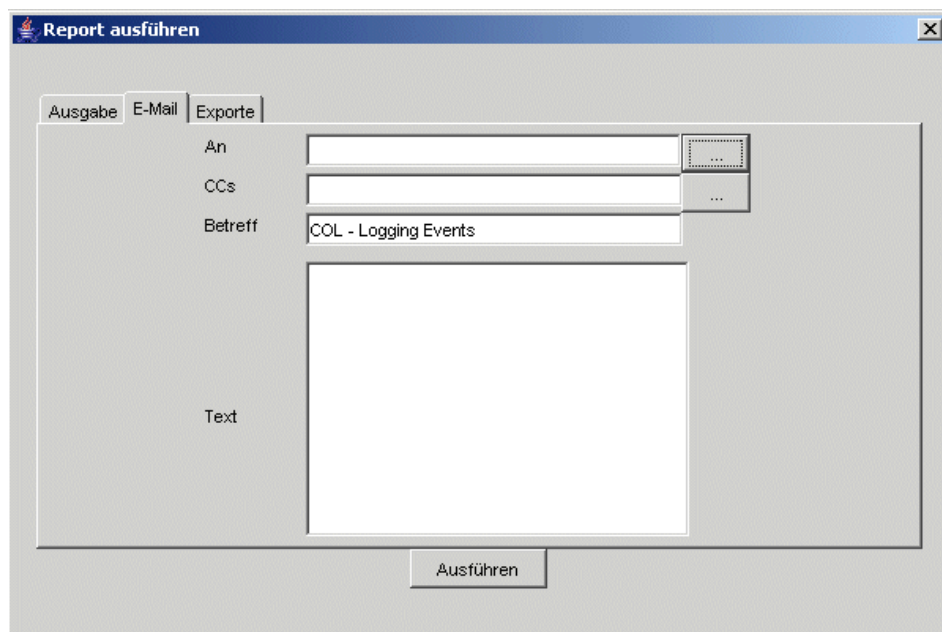 Report ausführen
Ausgabe E-Mail Exporte
An ...
CCs ...
Betreff COL - Logging Events
Text
Ausführen